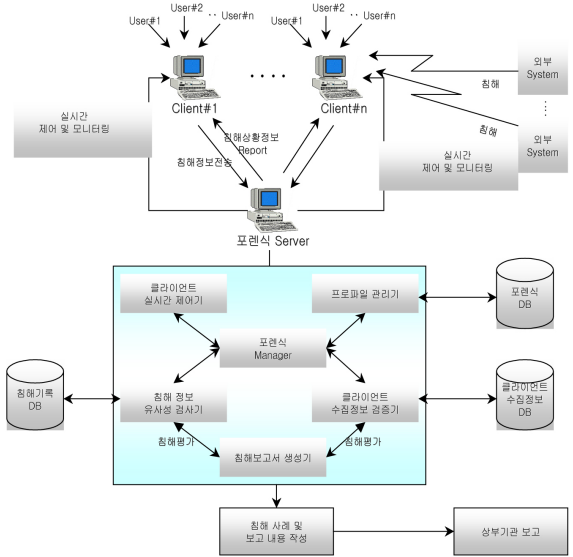 User#1
User#2
User#n
User#1
User#2
User#n
Client#1
Client#n
외부
System
외부
System
침해
침해
실시간
제어 및 모니터링
실시간
제어 및 모니터링
침해상황정보
Report
침해정보전송
포렌식 Server
클라이언트
실시간 제어기
프로파일 관리기
포렌식
DB
포렌식
Manager
침해기록
DB
침해 정보
유사성 검사기
클라이언트
수집정보 검증기
클라이언트
수집정보
DB
침해평가
침해평가
침해보고서 생성기
침해 사례 및
보고 내용 작성
상부기관 보고